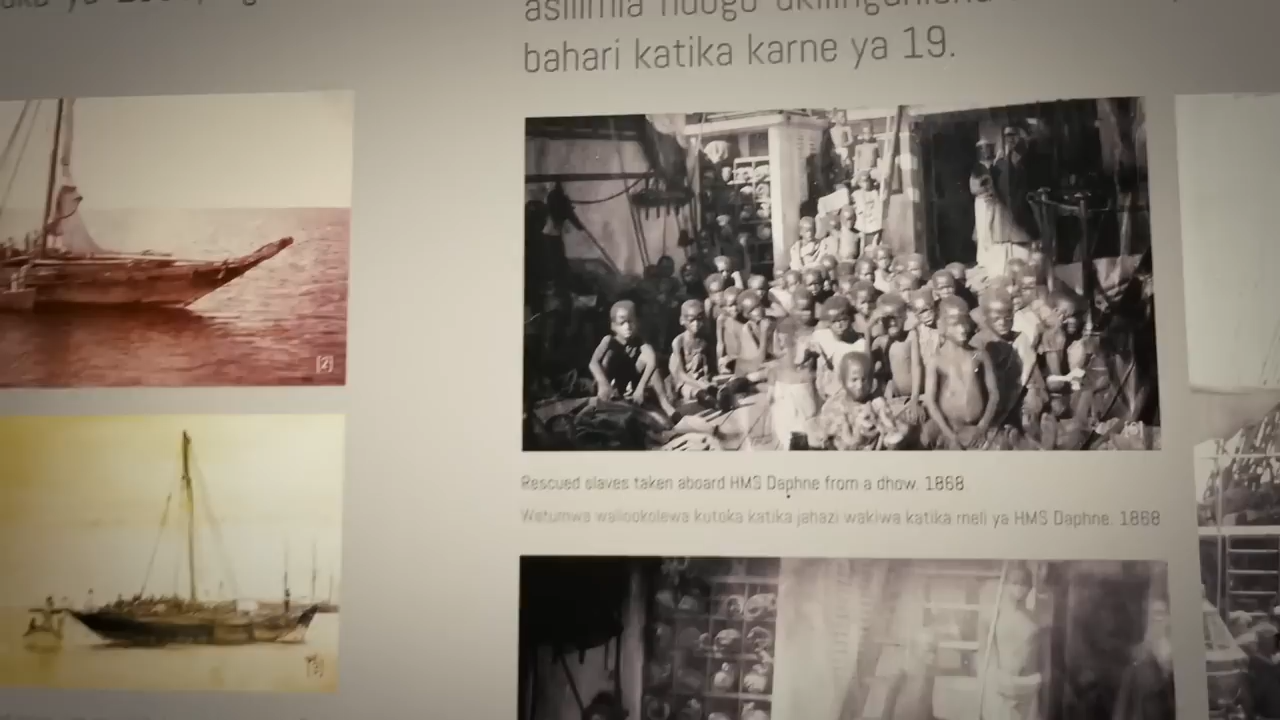 bahari katika karne ya 19.
[2]
Rescued slaves taken aboard HMS Daphne from a dhow. 1868
Watumwa waliookolewa kutoka katika jahazi wakiwa katika meli ya HMS Daphne. 1868